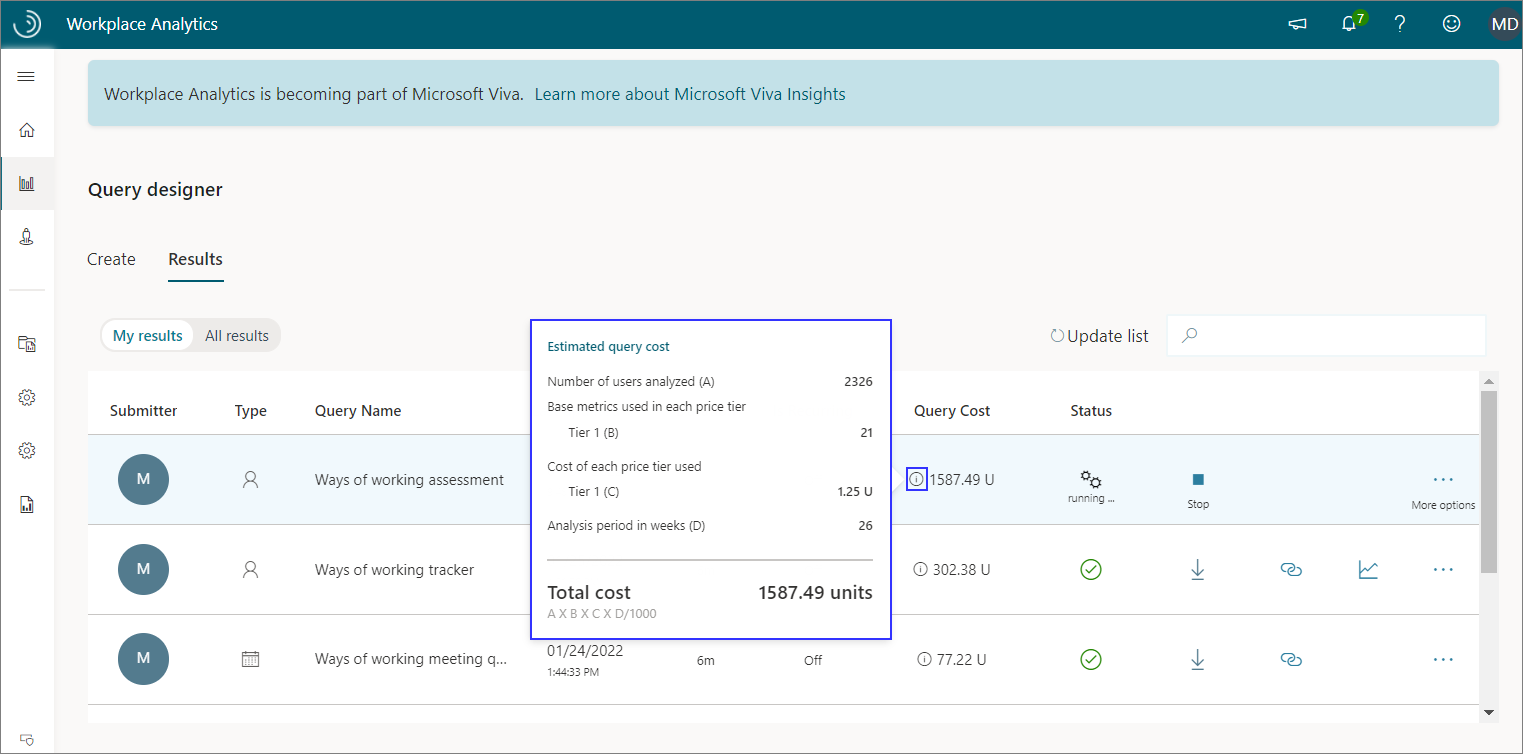 Workplace Analytics
7
MD
Workplace Analytics is becoming part of Microsoft Viva. Learn more about Microsoft Viva Insights
Query designer
Create Results
My results All results
Update list
Submitter Type Query Name Query Cost Status
Estimated query cost
Number of users analyzed (A) 2326
Base metrics used in each price tier
Tier 1 (B) 21
Cost of each price tier used
Tier 1 (C) 1.25 U
Analysis period in weeks (D) 26
Total cost 1587.49 units
A X B X C X D/1000
M Ways of working assessment 1587.49 U
running ... Stop More options
M Ways of working tracker 302.38 U
M Ways of working meeting q... 01/24/2022 6m Off 77.22 U
1:44:33 PM